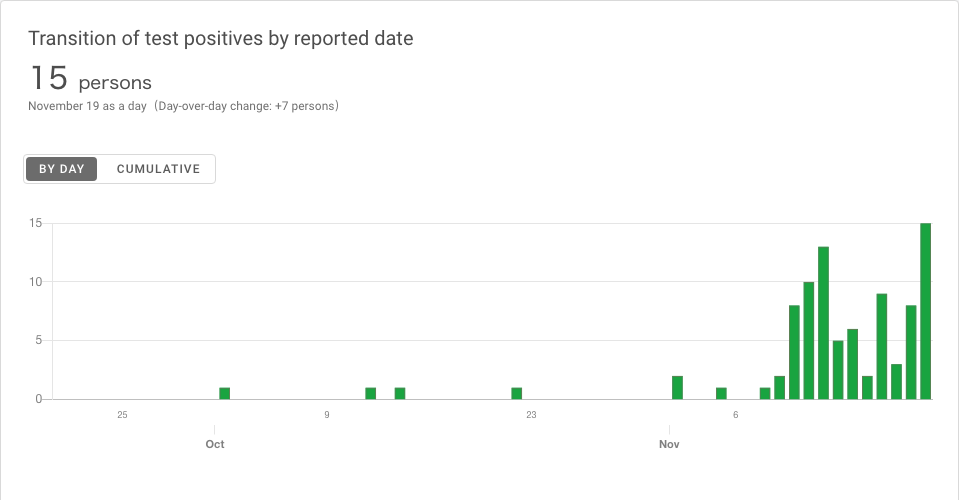 Transition of test positives by reported date
15 persons
November 19 as a day (Day-over-day change: +7 persons)
BY DAY CUMULATIVE
15
10
5
0
25 9 23 6
Oct Nov